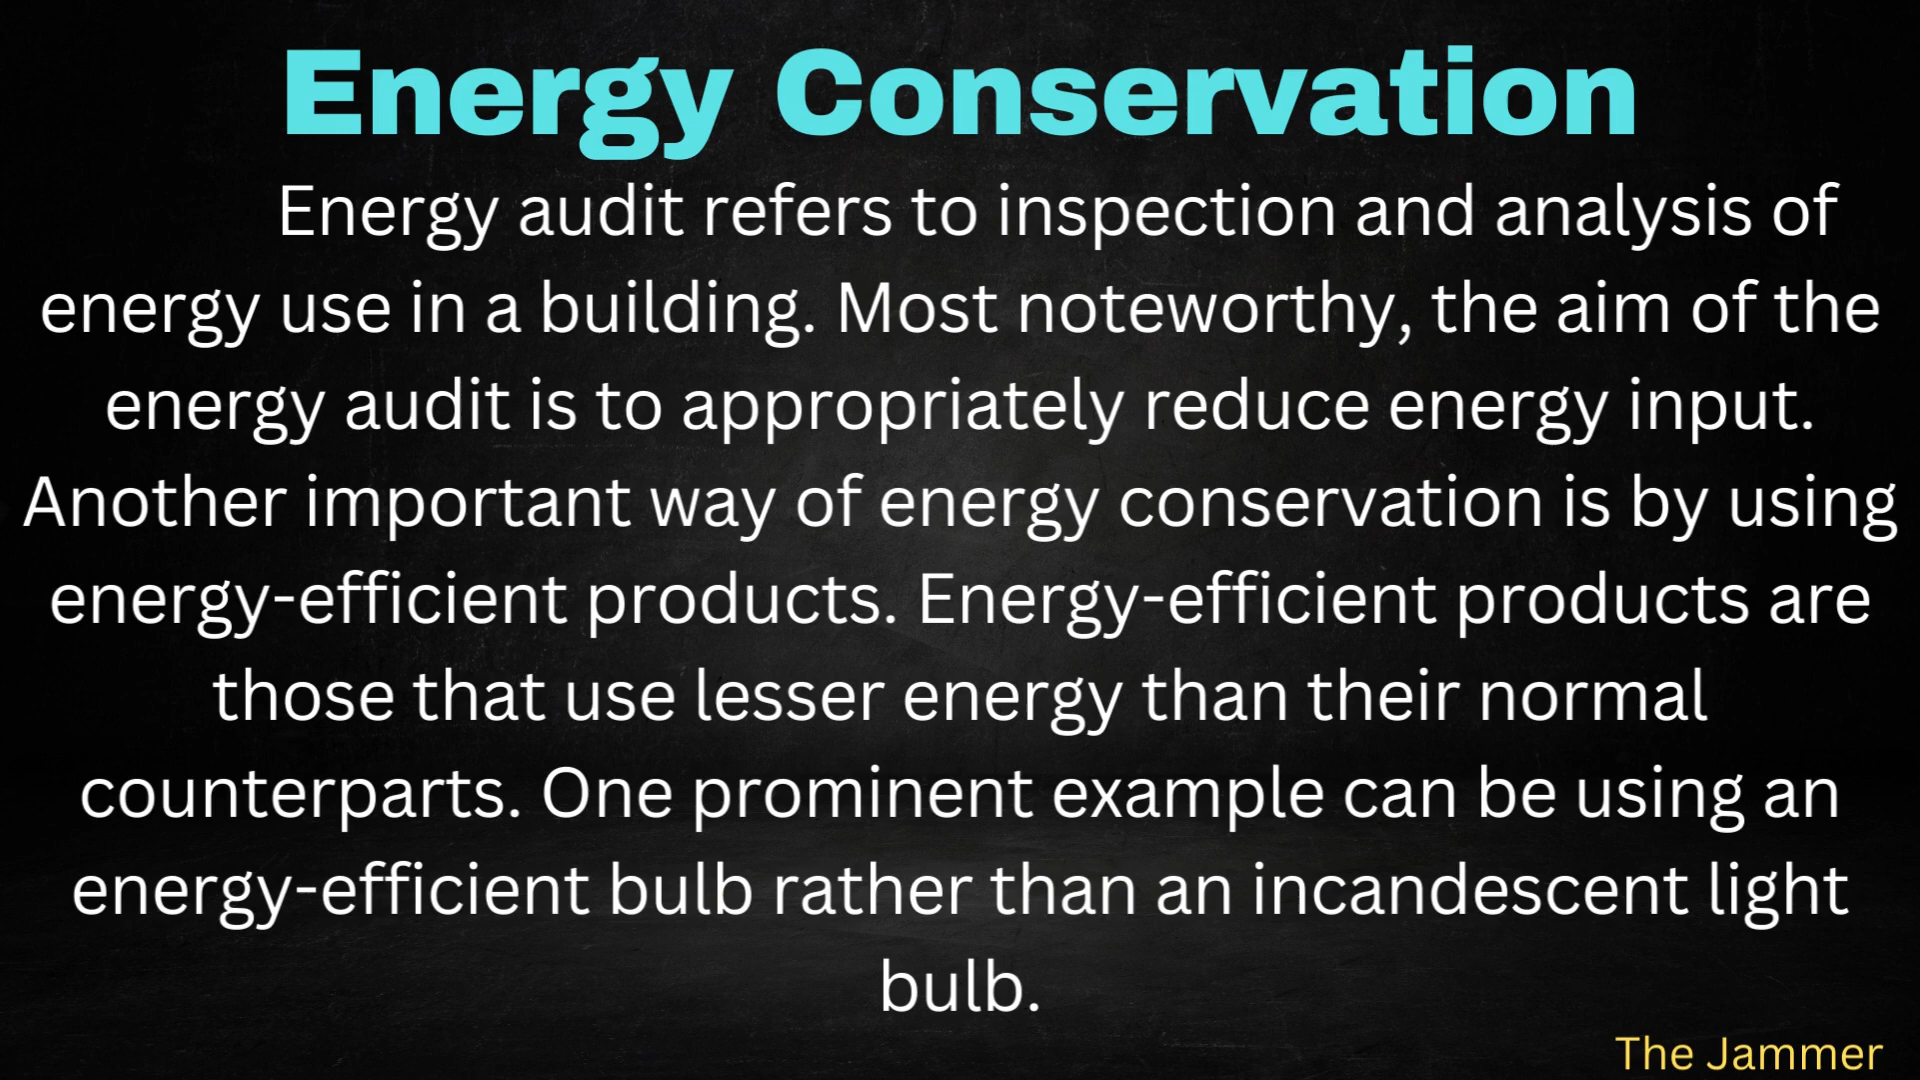 Energy Conservation
Energy audit refers to inspection and analysis of
energy use in a building. Most noteworthy, the aim of the
energy audit is to appropriately reduce energy input.
Another important way of energy conservation is by using
energy-efficient products. Energy-efficient products are
those that use lesser energy than their normal
counterparts. One prominent example can be using an
energy-efficient bulb rather than an incandescent light
bulb.
The Jammer